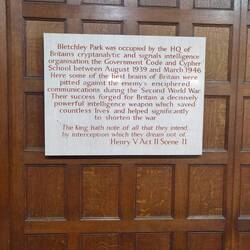 Bletchley Park was occupied by the HQ of
Britain's cryptanalytic and signals intelligence
organisation, the Government Code and Cypher
School between August 1939 and March 1946
Here some of the best brains of Britain were
pitted against the enemy's enciphered
communications during the Second World War
Their success forged for Britain a decisively
powerful intelligence weapon which saved
countless lives and helped significantly
to shorten the war
The King hath note of all that they intend,
by interception which they dream not of.
Henry V Act II Scene II